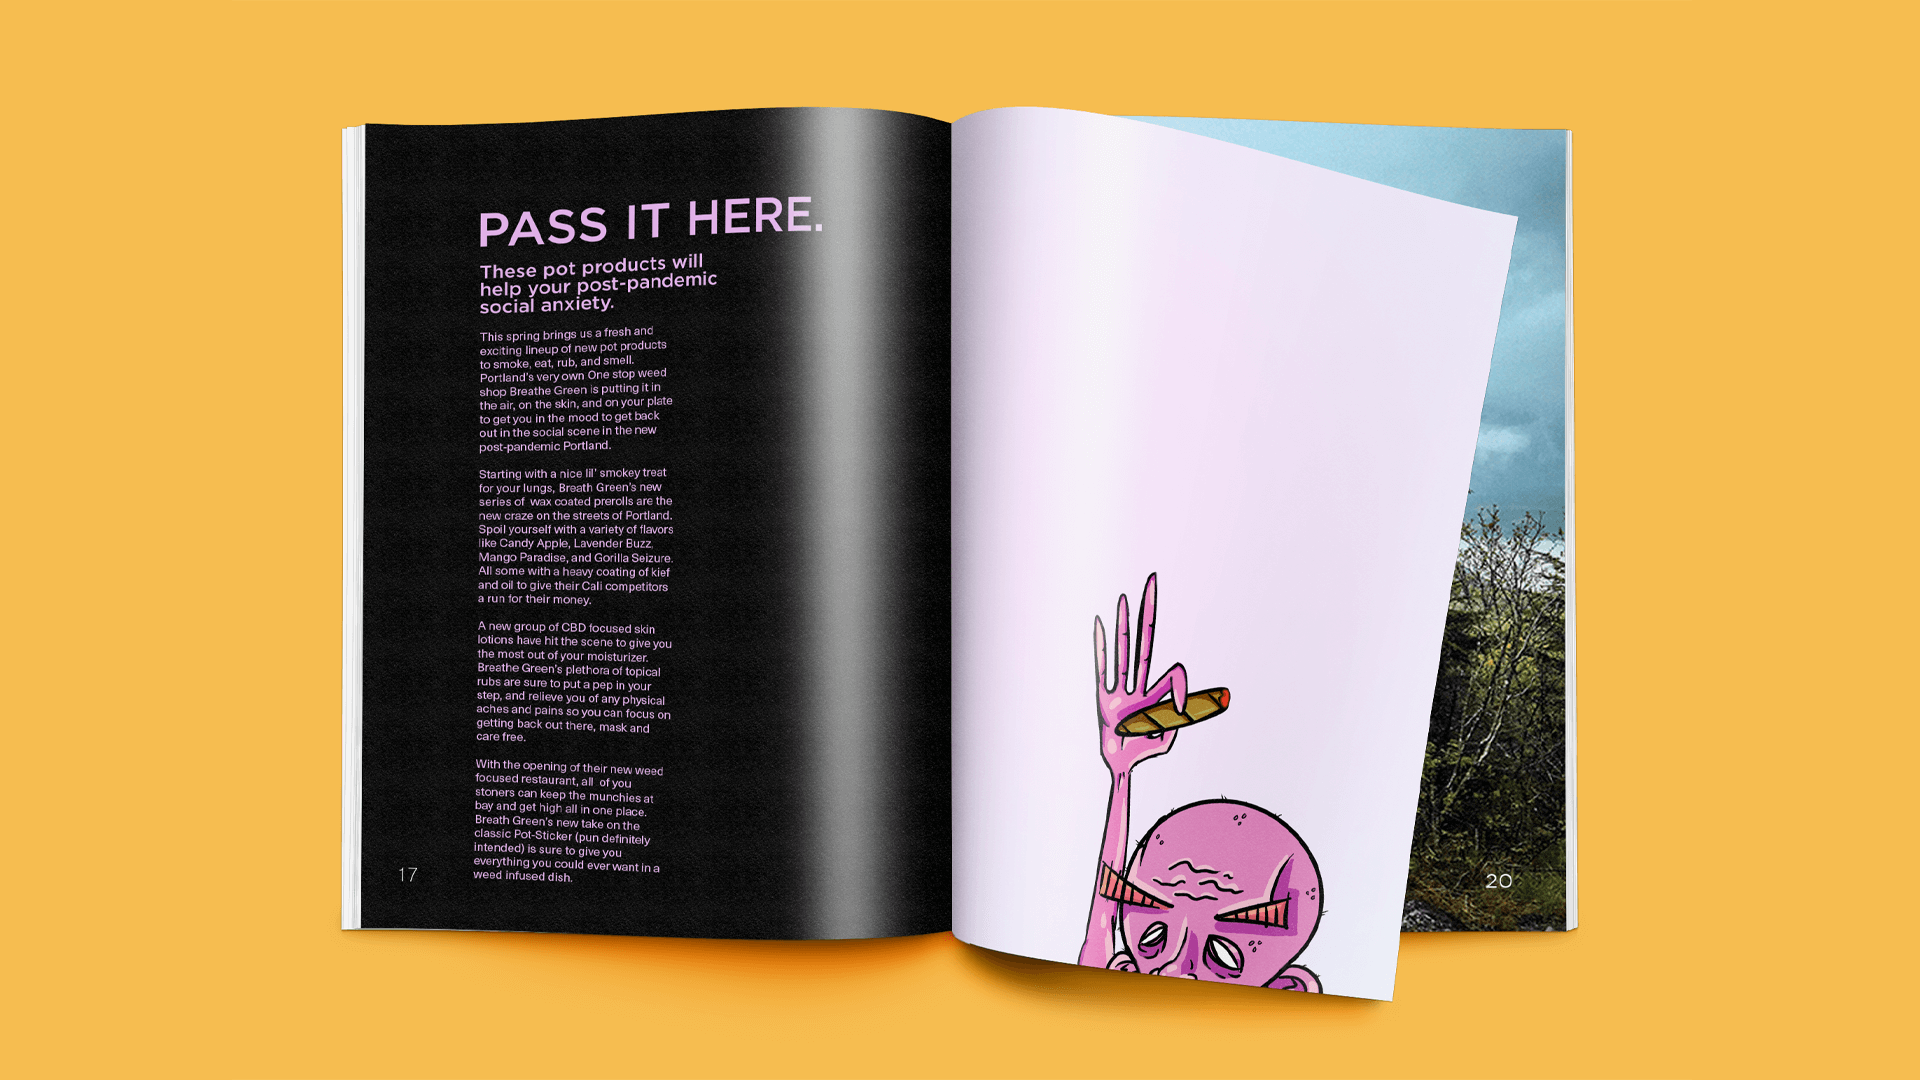 PASS IT HERE.
These pot products will
help your post-pandemic
social anxiety.
This spring brings us a fresh and
exciting lineup of new pot products
to smoke, eat, rub, and smell.
Portland's very own One stop weed
shop Breathe Green is putting it in
the air, on the skin, and on your plate
to get you in the mood to get back
out in the social scene in the new
post-pandemic Portland.
Starting with a nice lil' smokey treat
for your lungs, Breath Green's new
series of wax coated prerolls are the
new craze on the streets of Portland.
Spoil yourself with a variety of flavors
like Candy Apple, Lavender Buzz,
Mango Paradise, and Gorilla Seizure.
All some with a heavy coating of kief
and oil to give their Cali competitors
a run for their money.
A new group of CBD focused skin
lotions have hit the scene to give you
the most out of your moisturizer.
Breathe Green's plethora of topical
rubs are sure to put a pep in your
step, and relieve you of any physical
aches and pains so you can focus on
getting back out there, mask and
care free.
With the opening of their new weed
focused restaurant, all of you
stoners can keep the munchies at
bay and get high all in one place.
Breath Green's new take on the
classic Pot-Sticker (pun definitely
intended) is sure to give you
everything you could ever want in a
weed infused dish.
17
20